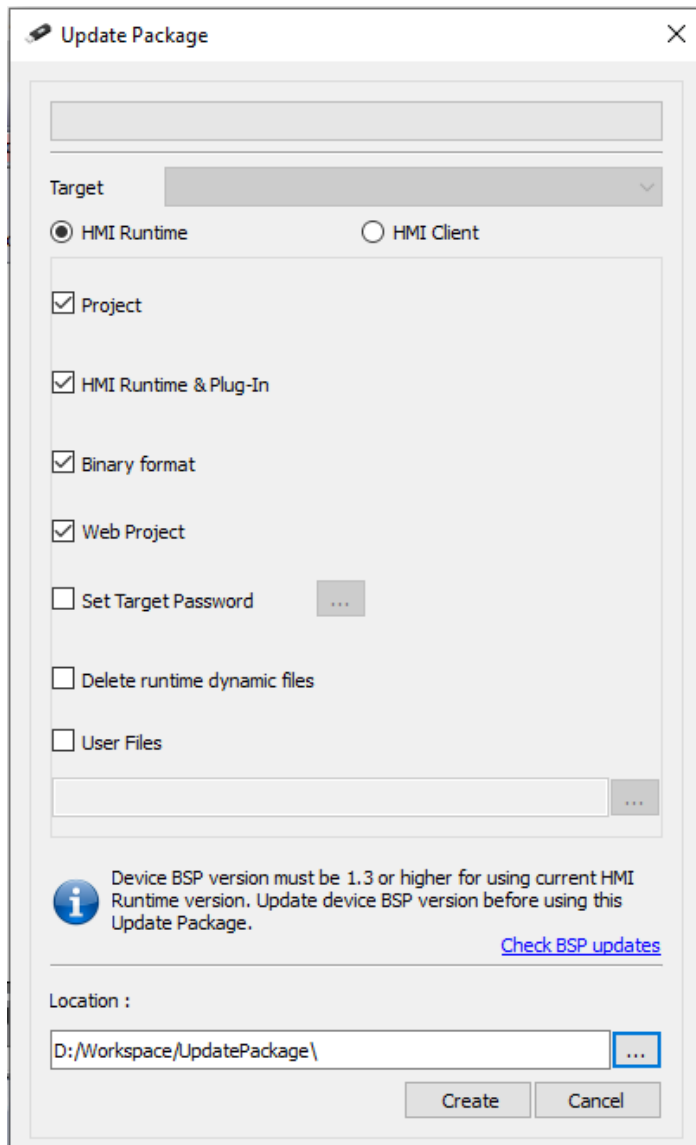 Update Package
Target
HMI Runtime
HMI Client
Project
HMI Runtime & Plug-In
Binary format
Web Project
Set Target Password
...
Delete runtime dynamic files
User Files
...
Device BSP version must be 1.3 or higher for using current HMI
Runtime version. Update device BSP version before using this
Update Package.
Check BSP updates
Location :
D:/Workspace/UpdatePackage\
...
Create
Cancel